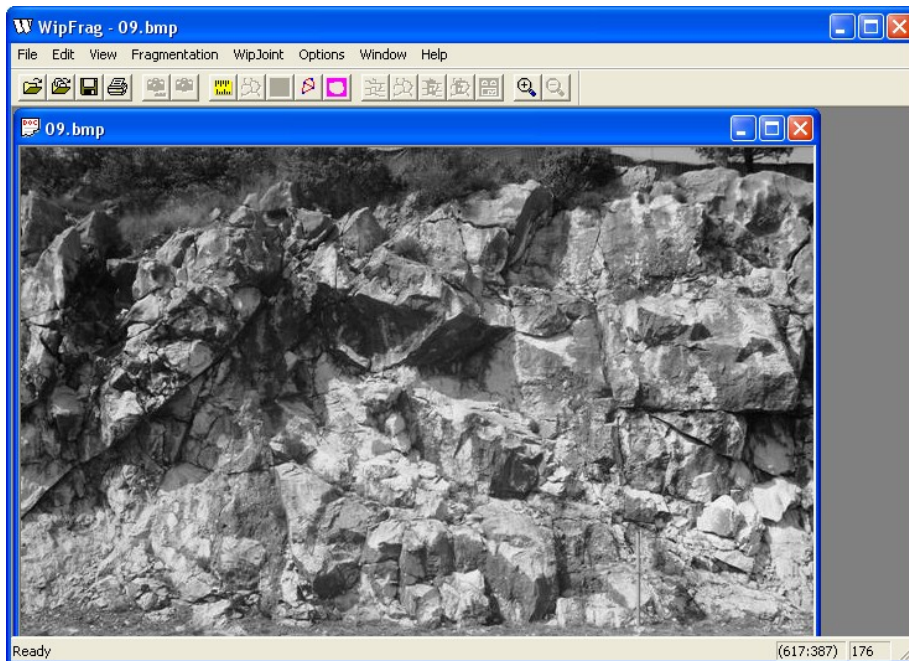 WipFrag - 09.bmp
File Edit View Fragmentation WipJoint Options Window Help
09.bmp
Ready (617:387) 176